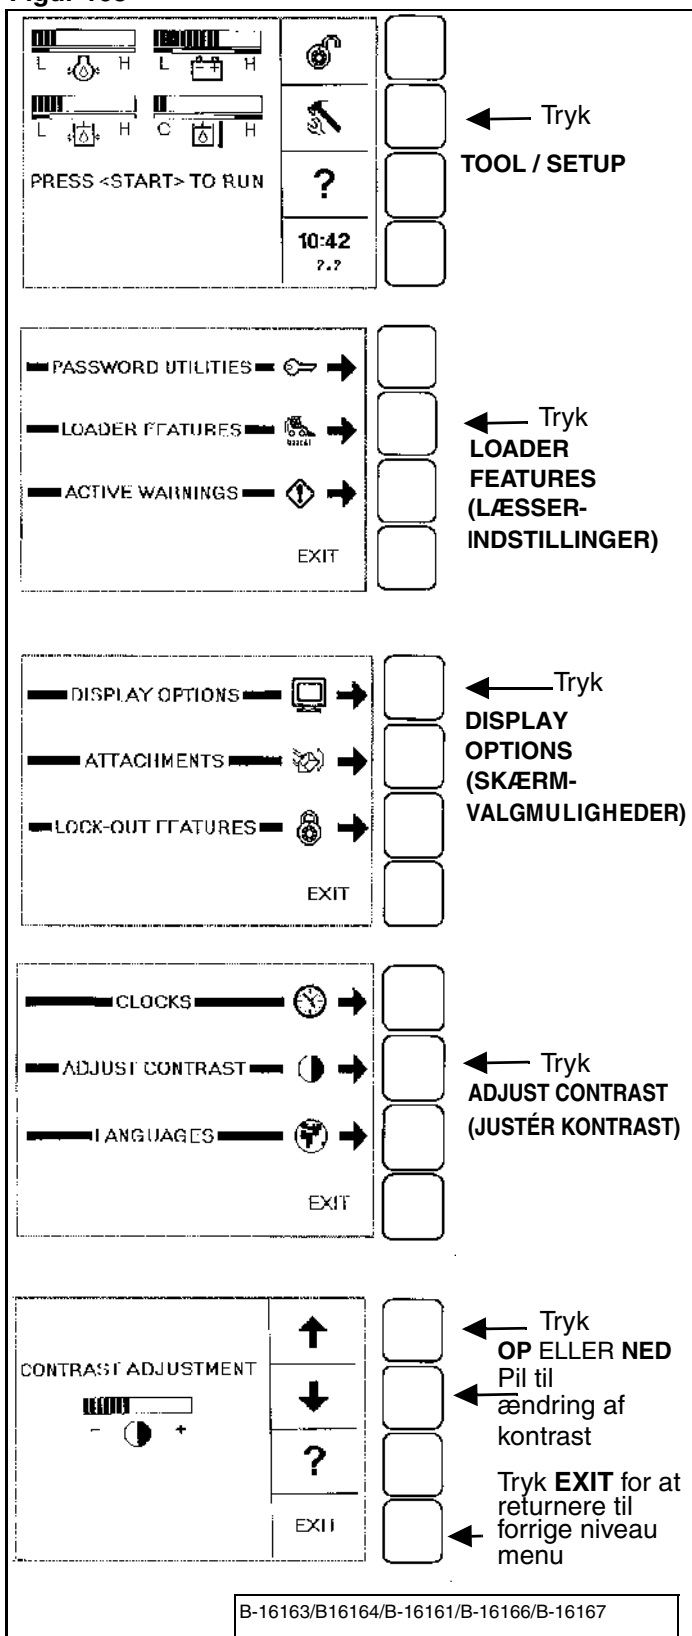 L H L H
L H C H
PRESS <START> TO RUN
?
10:42
?.?
Tryk
TOOL / SETUP
PASSWORD UTILITIES
LOADER FEATURES
ACTIVE WARNINGS
EXIT
Tryk
LOADER
FEATURES
(LÆSSER-
INDSTILLINGER)
DISPLAY OPTIONS
ATTACHMENTS
LOCK-OUT FEATURES
EXIT
Tryk
DISPLAY
OPTIONS
(SKÆRM-
VALGMULIGHEDER)
CLOCKS
ADJUST CONTRAST
LANGUAGES
EXIT
Tryk
ADJUST CONTRAST
(JUSTÉR KONTRAST)
CONTRAST ADJUSTMENT
- +
?
EXIT
Tryk
OP ELLER NED
Pil til
ændring af
kontrast
Tryk EXIT for at
returnere til
forrige niveau
menu
B-16163/B16164/B-16161/B-16166/B-16167